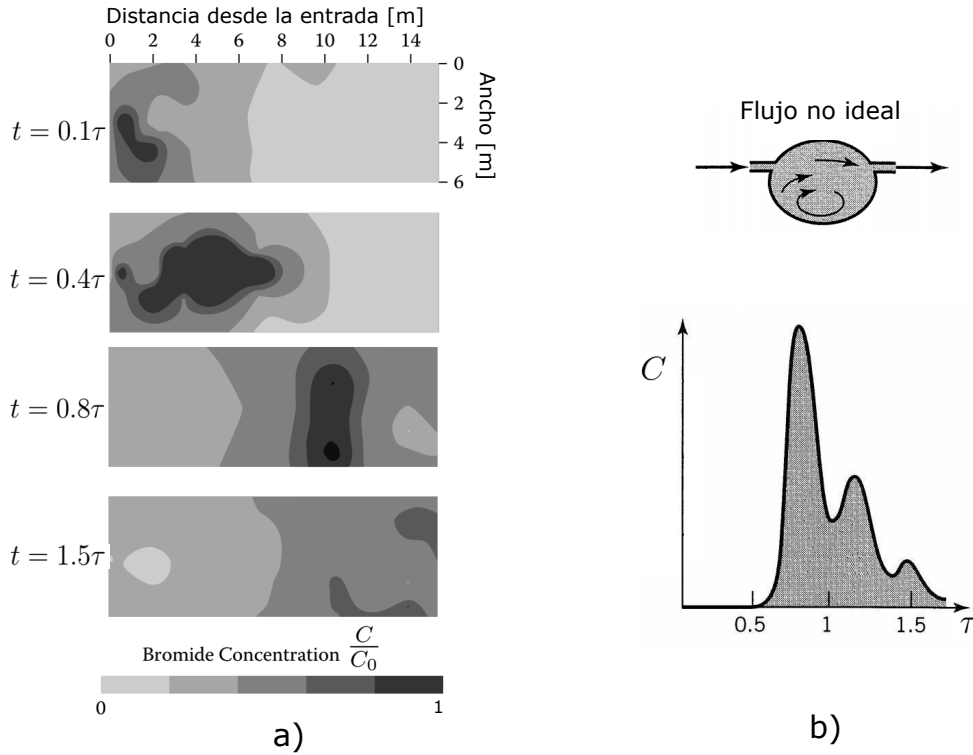 Distancia desde la entrada [m]
0 2 4 6 8 10 12 14
0
2
4
6
Ancho [m]
t = 0.1τ
t = 0.4τ
t = 0.8τ
t = 1.5τ
Bromide Concentration C/C₀
0 1
a)
Flujo no ideal
C
0.5 1 1.5 τ
b)